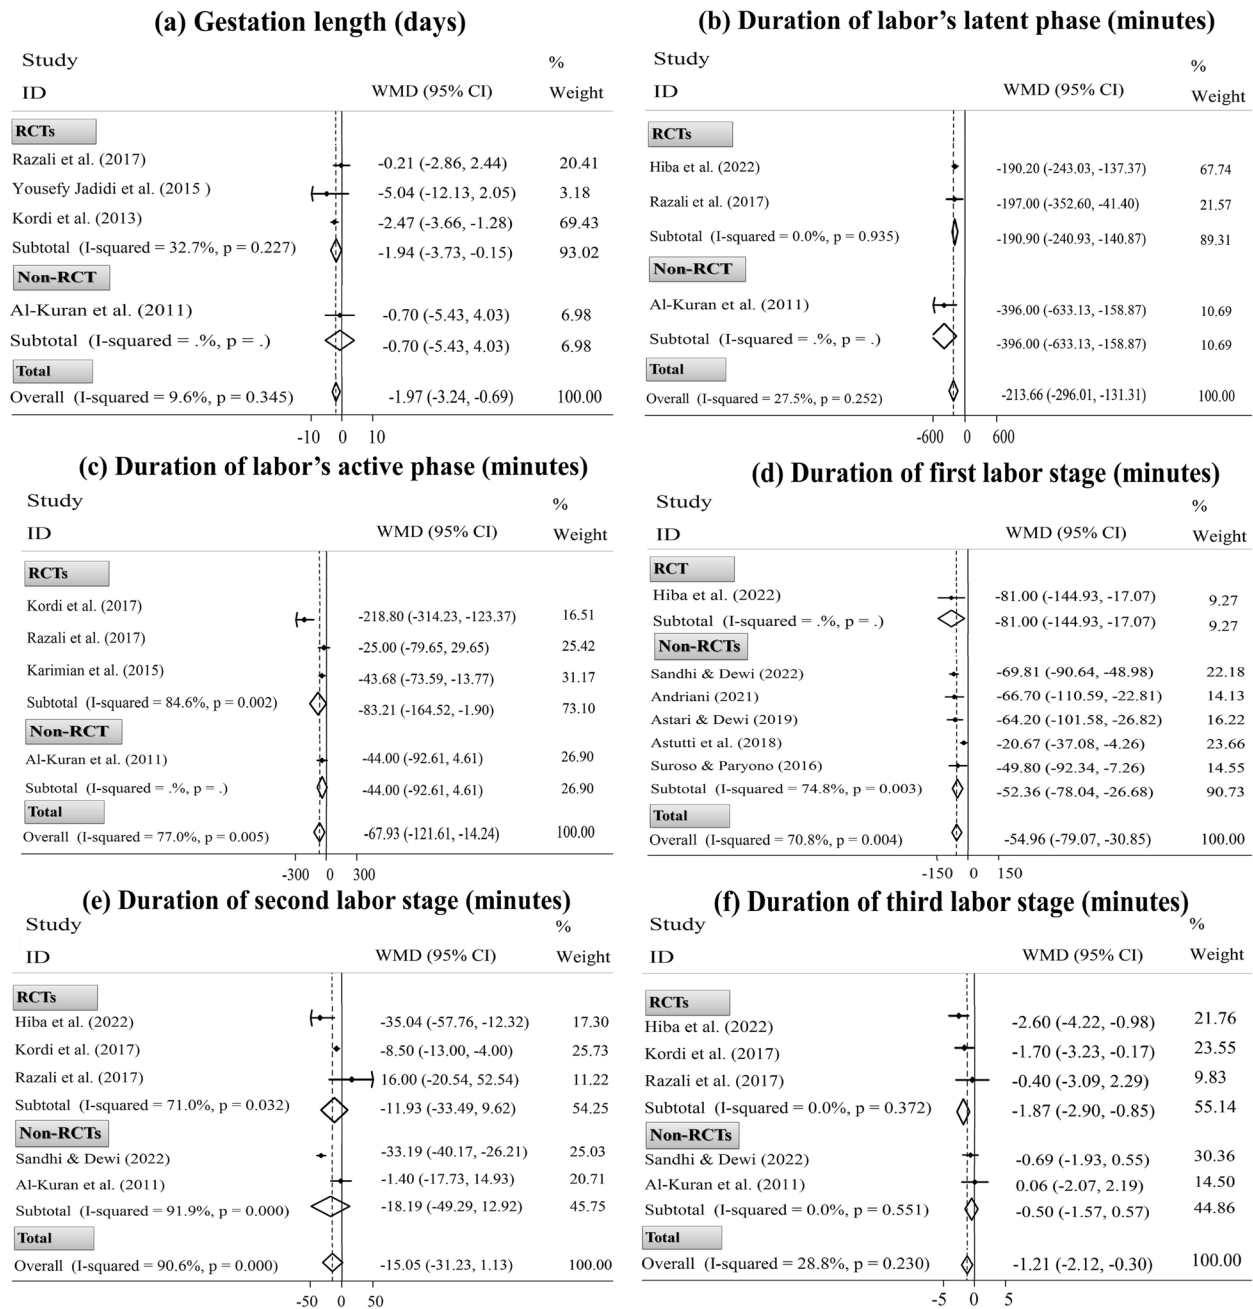 (a) Gestation length (days)
Study %
ID WMD (95% CI) Weight
RCTs
Razali et al. (2017) -0.21 (-2.86, 2.44) 20.41
Yousefy Jadidi et al. (2015 ) -5.04 (-12.13, 2.05) 3.18
Kordi et al. (2013) -2.47 (-3.66, -1.28) 69.43
Subtotal (I-squared = 32.7%, p = 0.227) -1.94 (-3.73, -0.15) 93.02
Non-RCT
Al-Kuran et al. (2011) -0.70 (-5.43, 4.03) 6.98
Subtotal (I-squared = .%, p = .) -0.70 (-5.43, 4.03) 6.98
Total
Overall (I-squared = 9.6%, p = 0.345) -1.97 (-3.24, -0.69) 100.00
-10 0 10
(b) Duration of labor’s latent phase (minutes)
Study %
ID WMD (95% CI) Weight
RCTs
Hiba et al. (2022) -190.20 (-243.03, -137.37) 67.74
Razali et al. (2017) -197.00 (-352.60, -41.40) 21.57
Subtotal (I-squared = 0.0%, p = 0.935) -190.90 (-240.93, -140.87) 89.31
Non-RCT
Al-Kuran et al. (2011) -396.00 (-633.13, -158.87) 10.69
Subtotal (I-squared = .%, p = .) -396.00 (-633.13, -158.87) 10.69
Total
Overall (I-squared = 27.5%, p = 0.252) -213.66 (-296.01, -131.31) 100.00
-600 0 600
(c) Duration of labor’s active phase (minutes)
Study %
ID WMD (95% CI) Weight
RCTs
Kordi et al. (2017) -218.80 (-314.23, -123.37) 16.51
Razali et al. (2017) -25.00 (-79.65, 29.65) 25.42
Karimian et al. (2015) -43.68 (-73.59, -13.77) 31.17
Subtotal (I-squared = 84.6%, p = 0.002) -83.21 (-164.52, -1.90) 73.10
Non-RCT
Al-Kuran et al. (2011) -44.00 (-92.61, 4.61) 26.90
Subtotal (I-squared = .%, p = .) -44.00 (-92.61, 4.61) 26.90
Total
Overall (I-squared = 77.0%, p = 0.005) -67.93 (-121.61, -14.24) 100.00
-300 0 300
(d) Duration of first labor stage (minutes)
Study %
ID WMD (95% CI) Weight
RCT
Hiba et al. (2022) -81.00 (-144.93, -17.07) 9.27
Subtotal (I-squared = .%, p = .) -81.00 (-144.93, -17.07) 9.27
Non-RCTs
Sandhi & Dewi (2022) -69.81 (-90.64, -48.98) 22.18
Andriani (2021) -66.70 (-110.59, -22.81) 14.13
Astari & Dewi (2019) -64.20 (-101.58, -26.82) 16.22
Astutti et al. (2018) -20.67 (-37.08, -4.26) 23.66
Suroso & Paryono (2016) -49.80 (-92.34, -7.26) 14.55
Subtotal (I-squared = 74.8%, p = 0.003) -52.36 (-78.04, -26.68) 90.73
Total
Overall (I-squared = 70.8%, p = 0.004) -54.96 (-79.07, -30.85) 100.00
-150 0 150
(e) Duration of second labor stage (minutes)
Study %
ID WMD (95% CI) Weight
RCTs
Hiba et al. (2022) -35.04 (-57.76, -12.32) 17.30
Kordi et al. (2017) -8.50 (-13.00, -4.00) 25.73
Razali et al. (2017) 16.00 (-20.54, 52.54) 11.22
Subtotal (I-squared = 71.0%, p = 0.032) -11.93 (-33.49, 9.62) 54.25
Non-RCTs
Sandhi & Dewi (2022) -33.19 (-40.17, -26.21) 25.03
Al-Kuran et al. (2011) -1.40 (-17.73, 14.93) 20.71
Subtotal (I-squared = 91.9%, p = 0.000) -18.19 (-49.29, 12.92) 45.75
Total
Overall (I-squared = 90.6%, p = 0.000) -15.05 (-31.23, 1.13) 100.00
-50 0 50
(f) Duration of third labor stage (minutes)
Study %
ID WMD (95% CI) Weight
RCTs
Hiba et al. (2022) -2.60 (-4.22, -0.98) 21.76
Kordi et al. (2017) -1.70 (-3.23, -0.17) 23.55
Razali et al. (2017) -0.40 (-3.09, 2.29) 9.83
Subtotal (I-squared = 0.0%, p = 0.372) -1.87 (-2.90, -0.85) 55.14
Non-RCTs
Sandhi & Dewi (2022) -0.69 (-1.93, 0.55) 30.36
Al-Kuran et al. (2011) 0.06 (-2.07, 2.19) 14.50
Subtotal (I-squared = 0.0%, p = 0.551) -0.50 (-1.57, 0.57) 44.86
Total
Overall (I-squared = 28.8%, p = 0.230) -1.21 (-2.12, -0.30) 100.00
-5 0 5